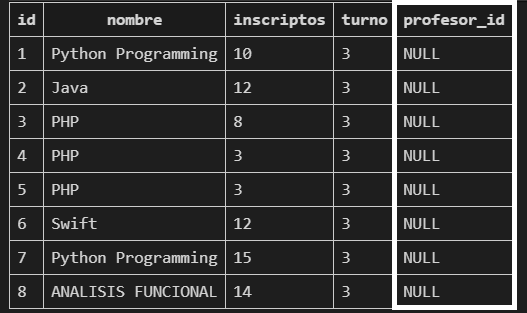 id nombre inscriptos turno profesor_id
1 Python Programming 10 3 NULL
2 Java 12 3 NULL
3 PHP 8 3 NULL
4 PHP 3 3 NULL
5 PHP 3 3 NULL
6 Swift 12 3 NULL
7 Python Programming 15 3 NULL
8 ANALISIS FUNCIONAL 14 3 NULL